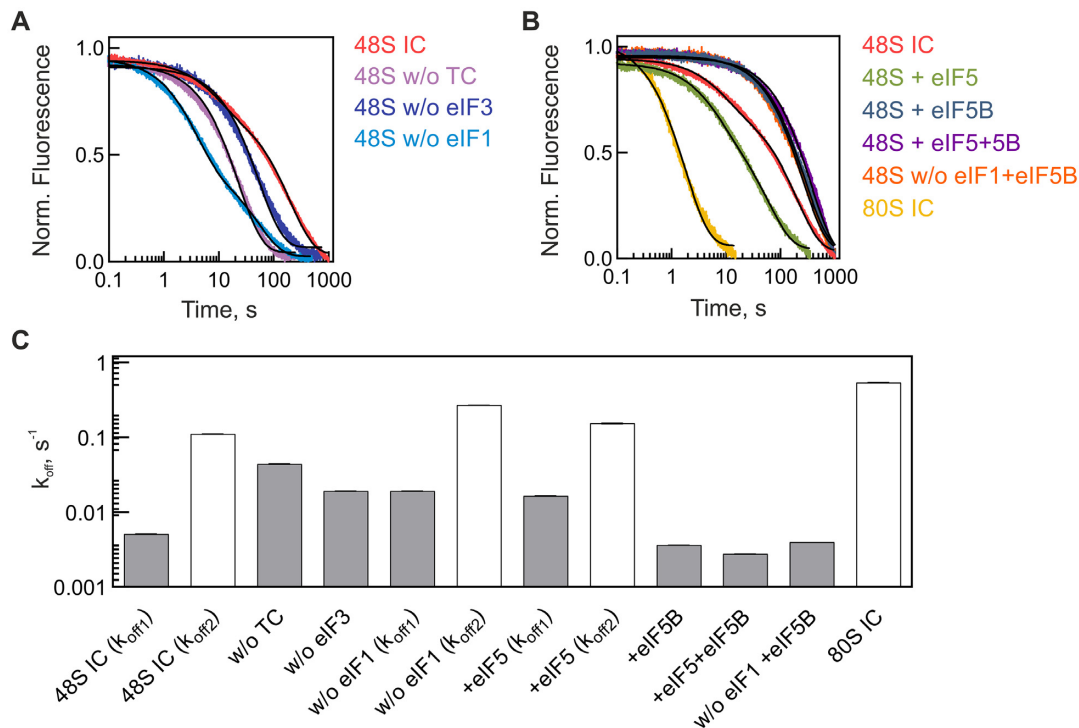 A
1.0
0.5
0.0
Norm. Fluorescence
0.1 1 10 100 1000
Time, s
48S IC
48S w/o TC
48S w/o eIF3
48S w/o eIF1
B
1.0
0.5
0.0
Norm. Fluorescence
0.1 1 10 100 1000
Time, s
48S IC
48S + eIF5
48S + eIF5B
48S + eIF5+5B
48S w/o eIF1+eIF5B
80S IC
C
1
0.1
0.01
0.001
koff, s-1
48S IC (koff1)
48S IC (koff2)
w/o TC
w/o eIF3
w/o eIF1 (koff1)
w/o eIF1 (koff2)
+eIF5 (koff1)
+eIF5 (koff2)
+eIF5B
+eIF5+eIF5B
w/o eIF1 +eIF5B
80S IC